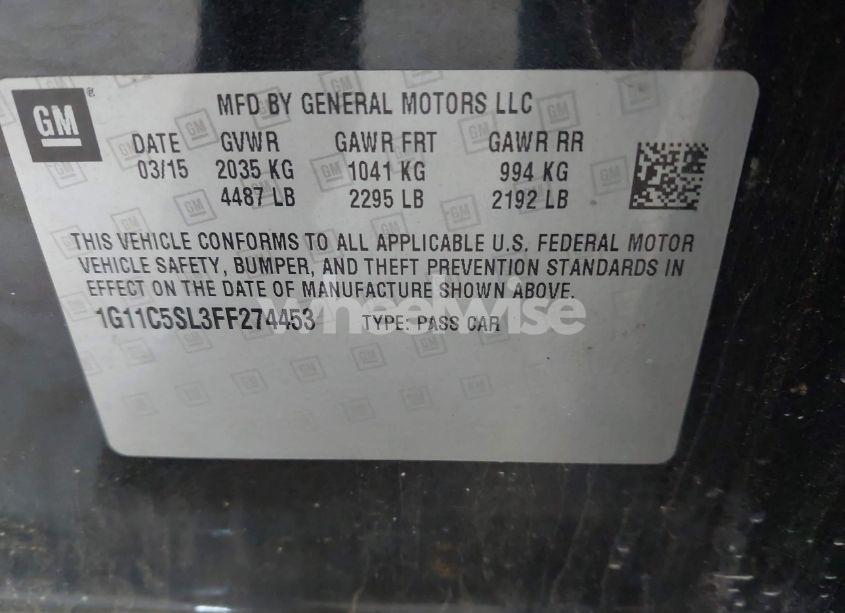 GM
MFD BY GENERAL MOTORS LLC
DATE GVWR GAWR FRT GAWR RR
03/15 2035 KG 1041 KG 994 KG
4487 LB 2295 LB 2192 LB
THIS VEHICLE CONFORMS TO ALL APPLICABLE U.S. FEDERAL MOTOR
VEHICLE SAFETY, BUMPER, AND THEFT PREVENTION STANDARDS IN
EFFECT ON THE DATE OF MANUFACTURE SHOWN ABOVE.
1G11C5SL3FF274453 TYPE: PASS CAR
wheelwise